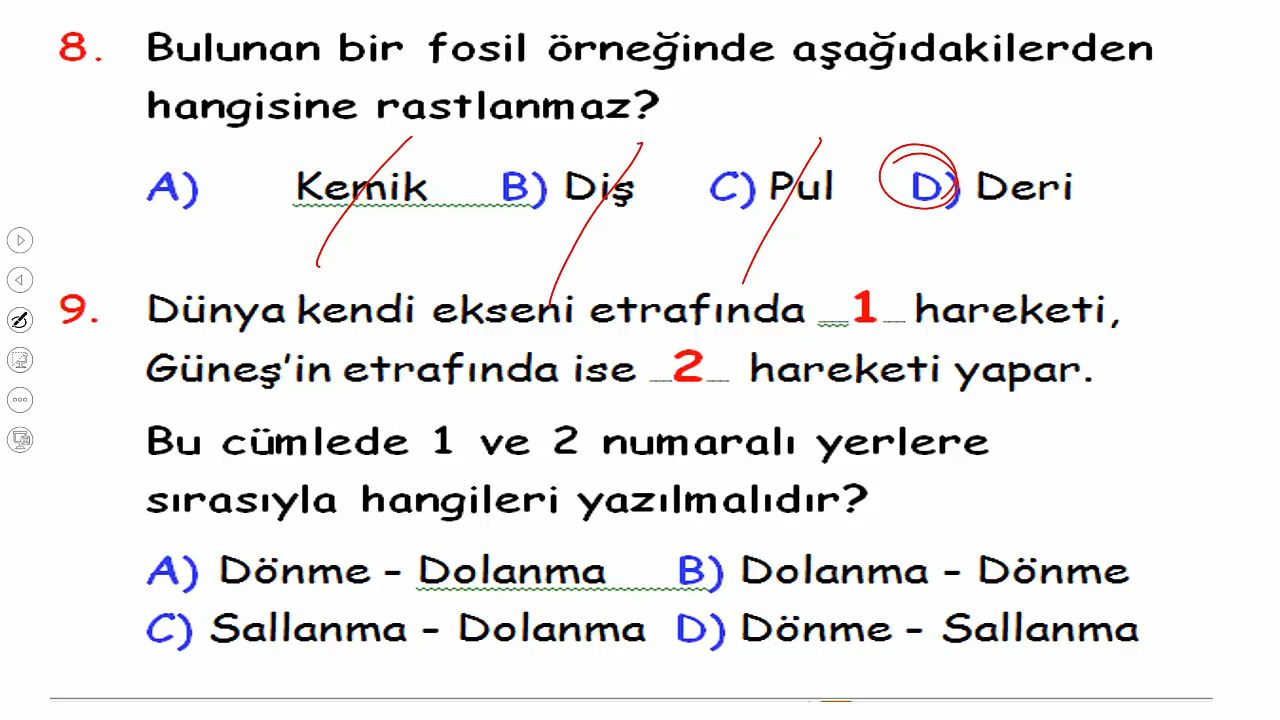 8. Bulunan bir fosil örneğinde aşağıdakilerden
hangisine rastlanmaz?
A) Kemik B) Diş C) Pul D) Deri
9. Dünya kendi ekseni etrafında _1_ hareketi,
Güneş'in etrafında ise _2_ hareketi yapar.
Bu cümlede 1 ve 2 numaralı yerlere
sırasıyla hangileri yazılmalıdır?
A) Dönme - Dolanma B) Dolanma - Dönme
C) Sallanma - Dolanma D) Dönme - Sallanma